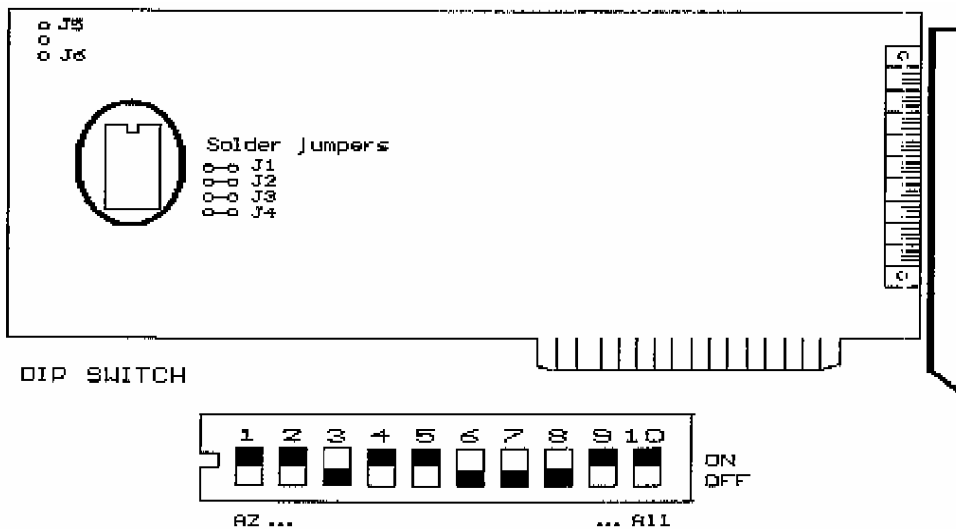 J5
J6
Solder jumpers
J1
J2
J3
J4
DIP SWITCH
1 2 3 4 5 6 7 8 9 10
ON
OFF
A2 ... ... A11